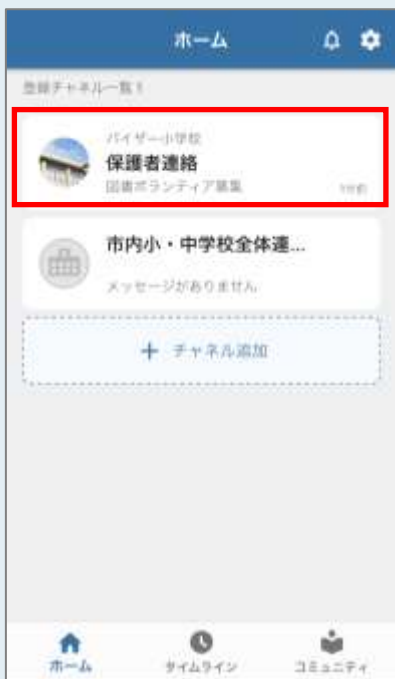 ホーム
登録チャネル一覧
バイザー小学校
保護者連絡
図書ボランティア募集
市内小・中学校全体連...
メッセージがありません
＋ チャネル追加
ホーム
タイムライン
コミュニティ